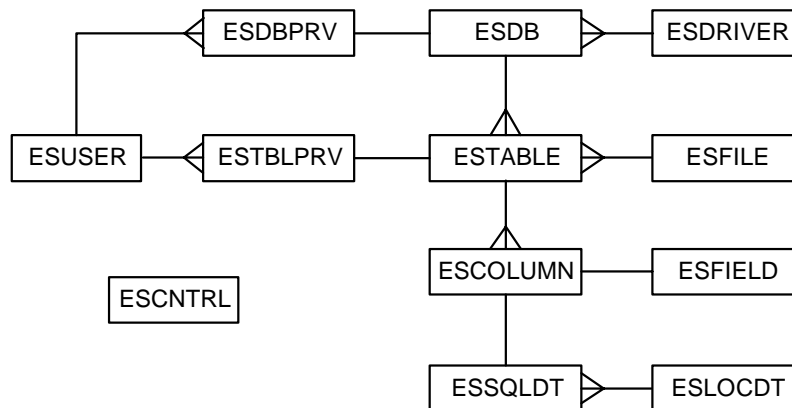 ESDBPRV
ESDB
ESDRIVER
ESUSER
ESTBLPRV
ESTABLE
ESFILE
ESCOLUMN
ESFIELD
ESCNTRL
ESSQLDT
ESLOCDT